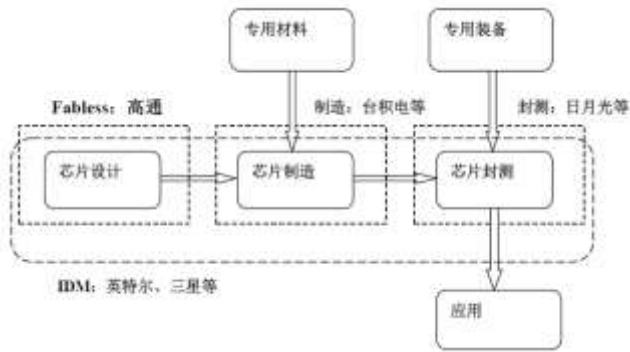 专用材料
专用装备
Fabless：高通
制造：台积电等
封测：日月光等
芯片设计
芯片制造
芯片封测
IDM：英特尔、三星等
应用